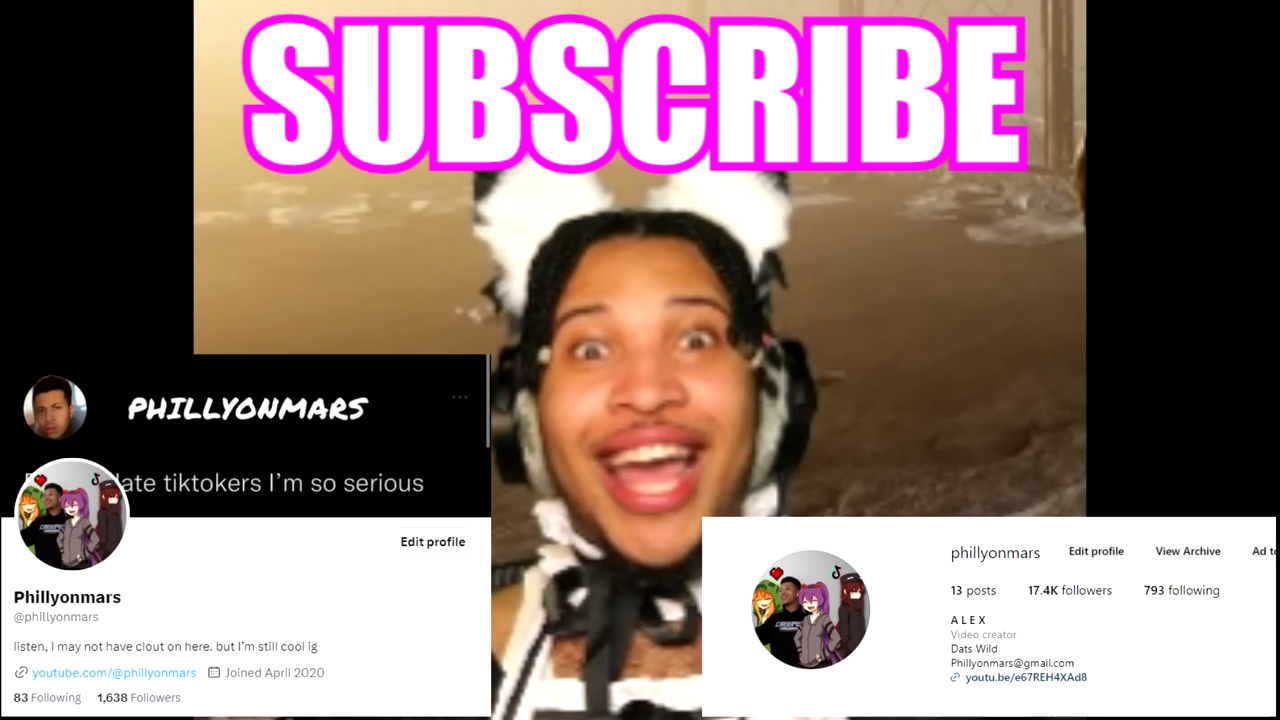 SUBSCRIBE
PHILLYONMARS
ate tiktokers I'm so serious
Edit profile
Phillyonmars
@phillyonmars
listen, I may not have clout on here. but I'm still cool ig
youtube.com/@phillyonmars Joined April 2020
83 Following 1,638 Followers
phillyonmars Edit profile View Archive Ad
13 posts 17.4K followers 793 following
A L E X
Video creator
Dats Wild
Phillyonmars@gmail.com
youtu.be/e67REH4XAd8